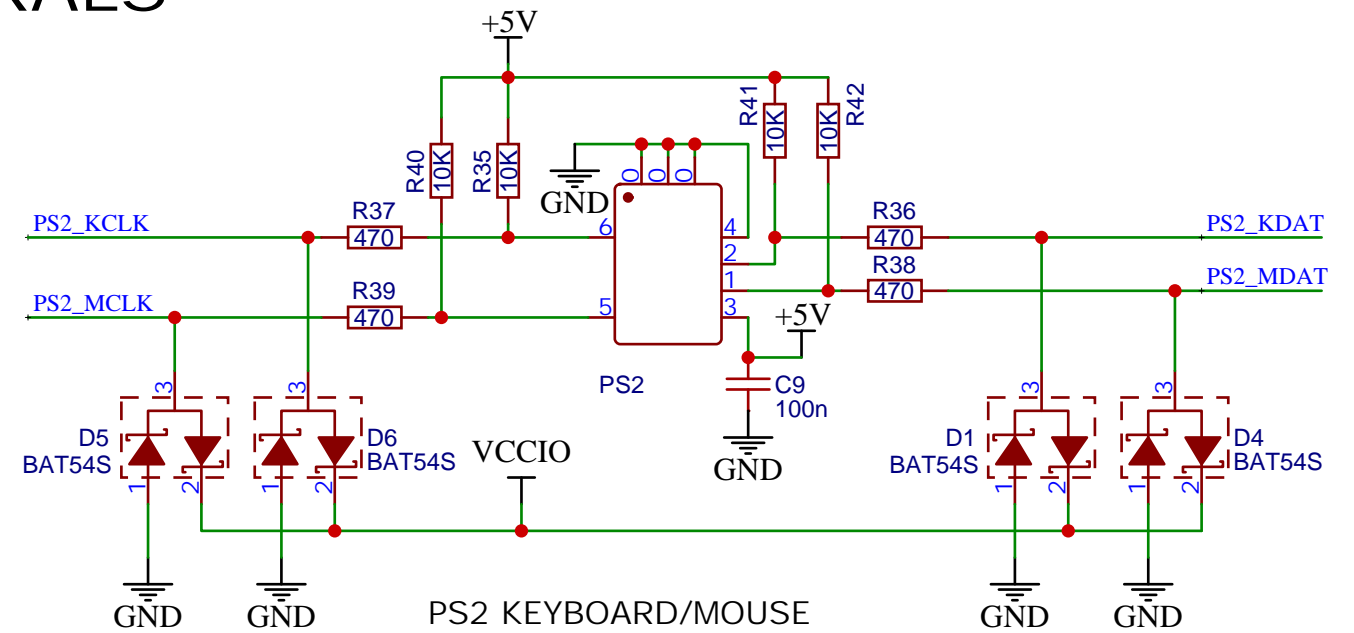 +5V
R40
10K
R35
10K
R41
10K
R42
10K
0
0
0
GND
PS2_KCLK
R37
470
6
4
2
R36
470
PS2_KDAT
PS2_MCLK
R39
470
5
1
3
R38
470
PS2_MDAT
+5V
PS2
C9
100n
GND
3
D5
BAT54S
1
2
3
D6
BAT54S
1
2
VCCIO
3
D1
BAT54S
1
2
3
D4
BAT54S
1
2
GND
GND
PS2 KEYBOARD/MOUSE
GND
GND